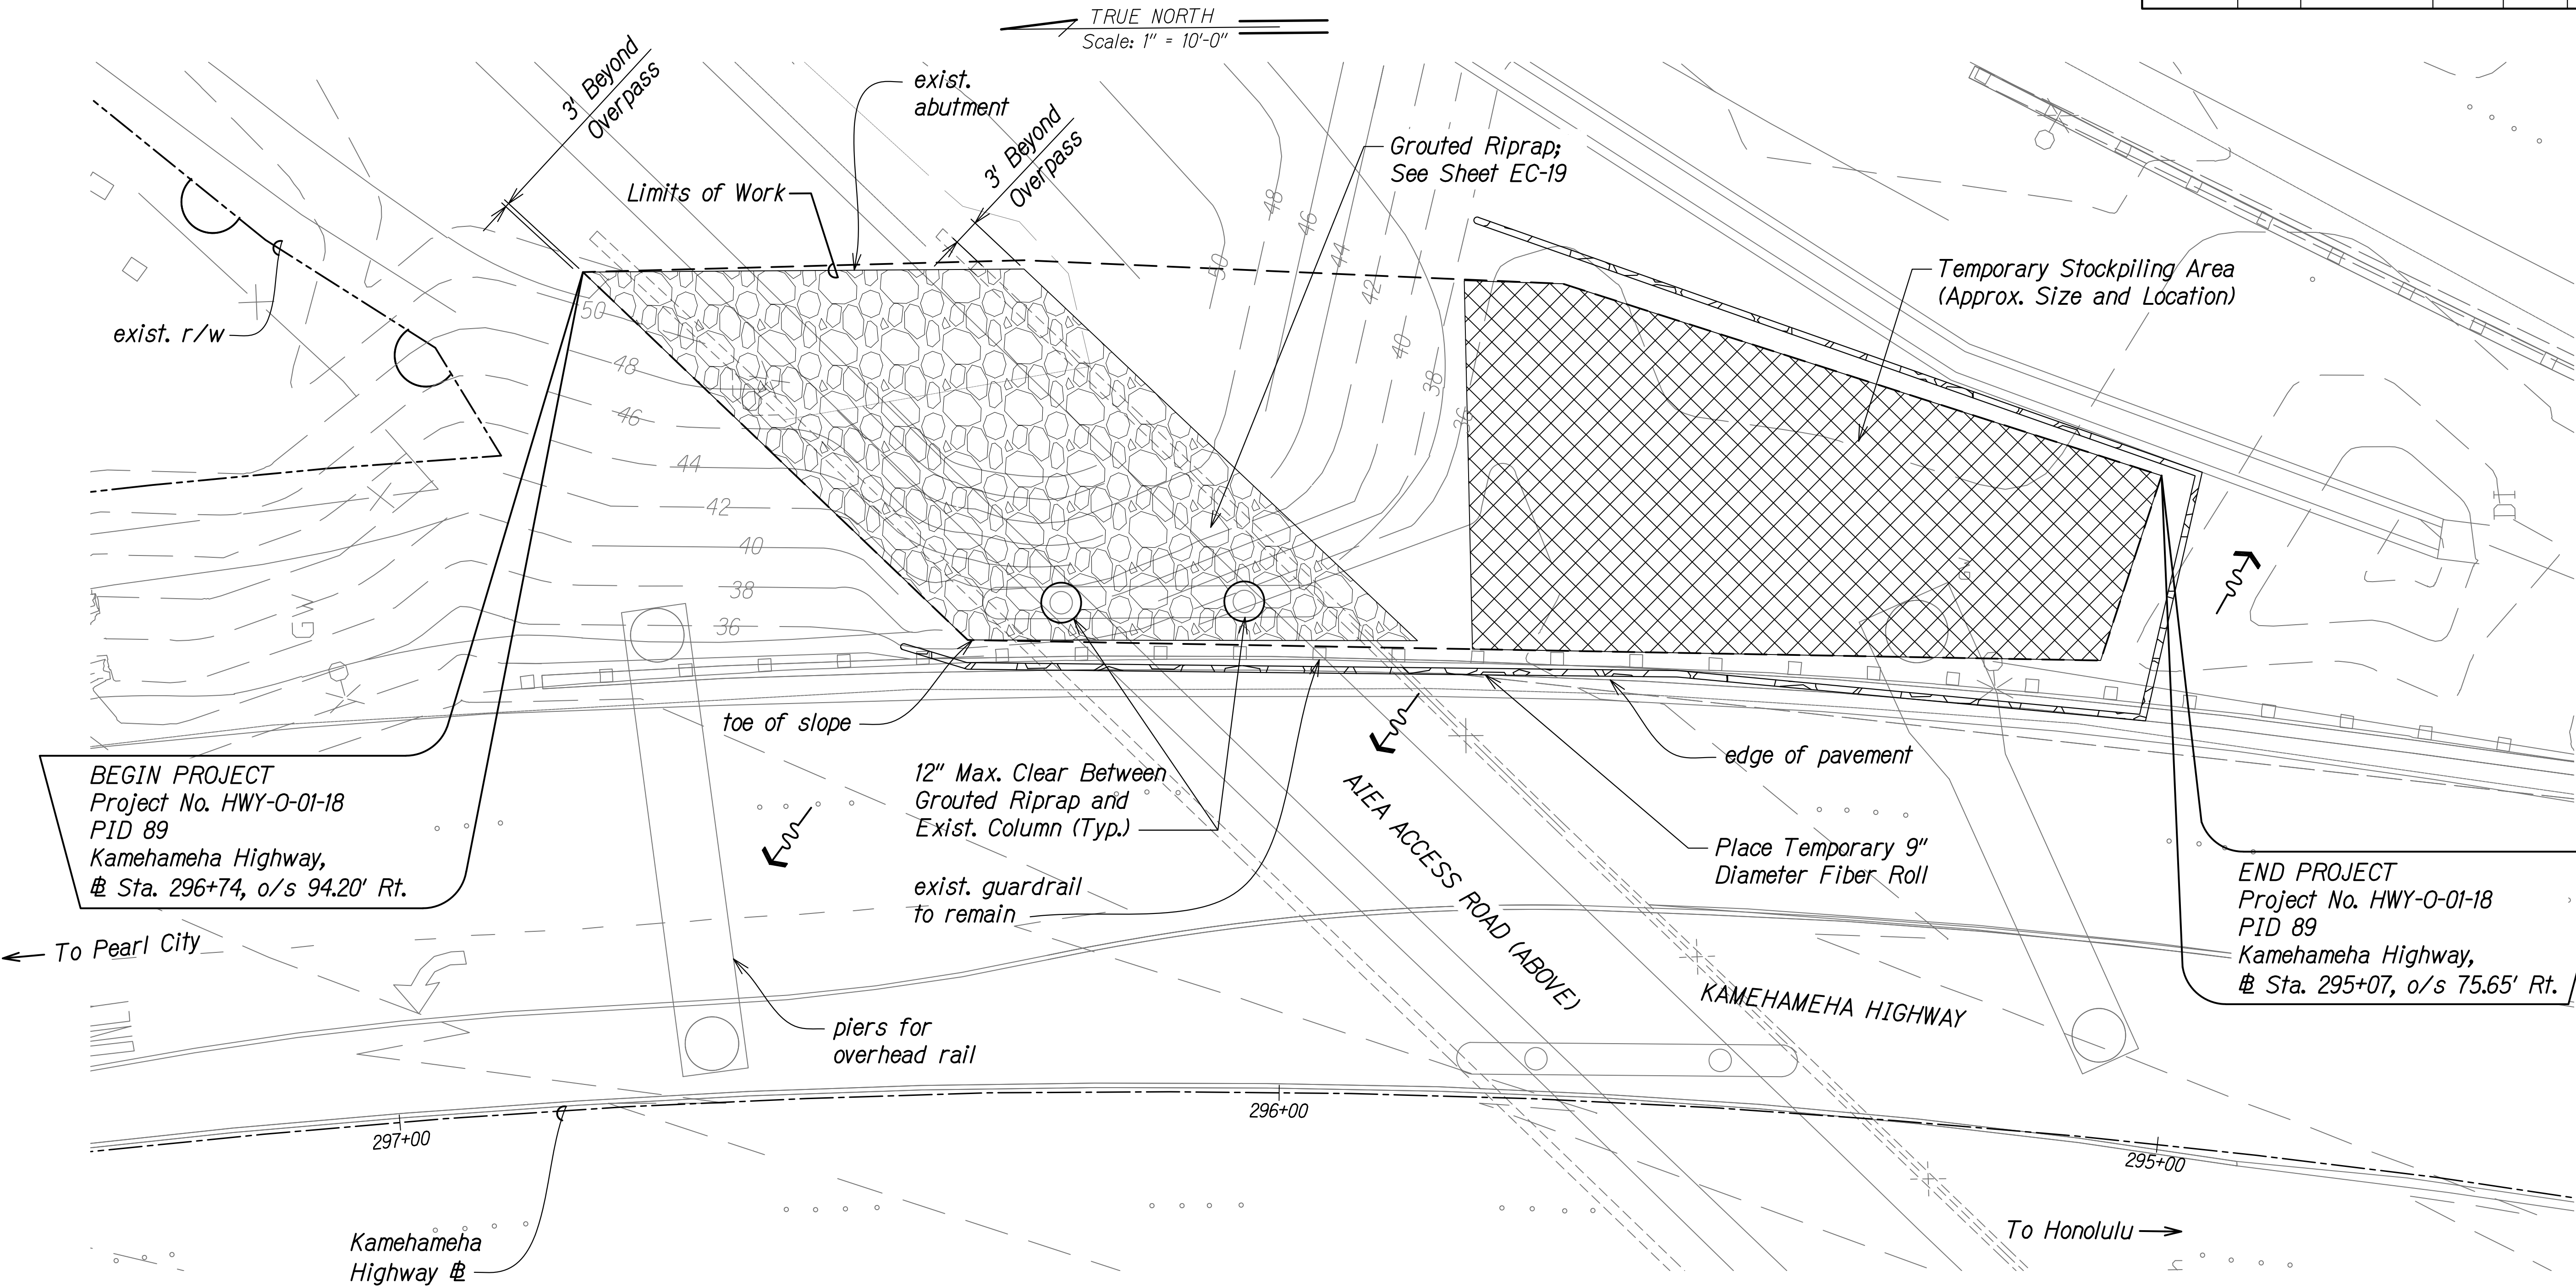 TRUE NORTH
Scale: 1" = 10'-0"
3' Beyond
Overpass
exist.
abutment
3' Beyond
Overpass
Limits of Work
Grouted Riprap;
See Sheet EC-19
Temporary Stockpiling Area
(Approx. Size and Location)
exist. r/w
50
48
46
44
42
40
38
36
50
48
46
44
42
40
38
36
GV
GV
toe of slope
12" Max. Clear Between
Grouted Riprap and
Exist. Column (Typ.)
exist. guardrail
to remain
edge of pavement
Place Temporary 9"
Diameter Fiber Roll
BEGIN PROJECT
Project No. HWY-O-01-18
PID 89
Kamehameha Highway,
BL Sta. 296+74, o/s 94.20' Rt.
END PROJECT
Project No. HWY-O-01-18
PID 89
Kamehameha Highway,
BL Sta. 295+07, o/s 75.65' Rt.
To Pearl City
piers for
overhead rail
AIEA ACCESS ROAD (ABOVE)
KAMEHAMEHA HIGHWAY
297+00
296+00
295+00
Kamehameha
Highway BL
To Honolulu